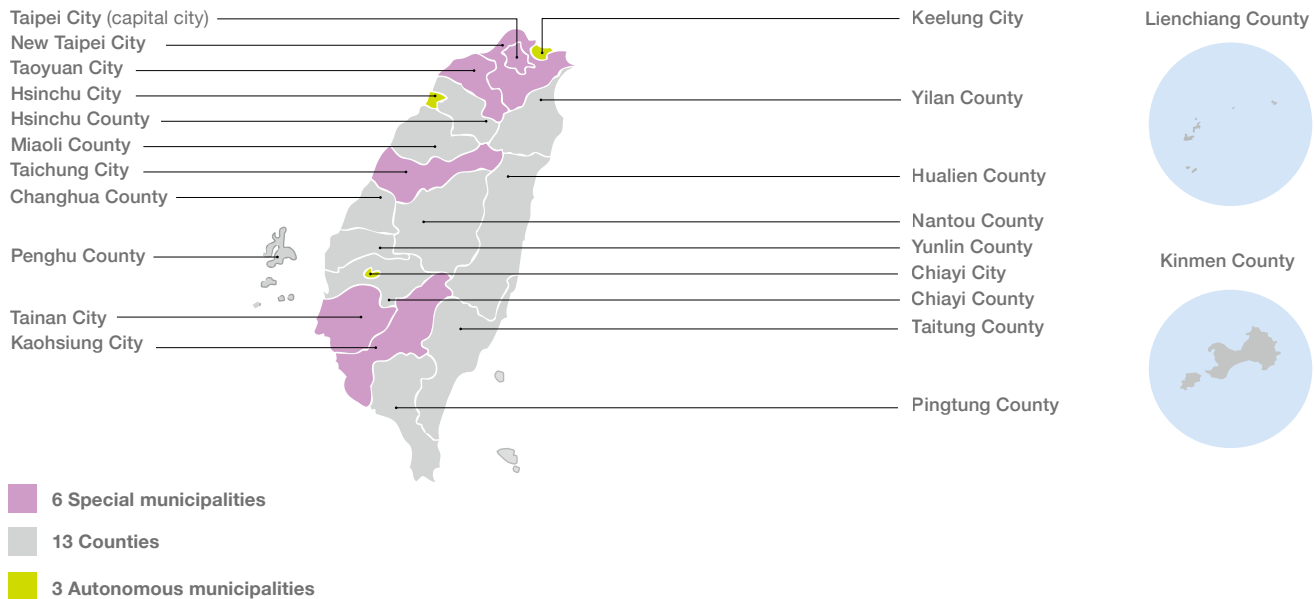 Taipei City (capital city)
New Taipei City
Taoyuan City
Hsinchu City
Hsinchu County
Miaoli County
Taichung City
Changhua County
Penghu County
Tainan City
Kaohsiung City
Keelung City
Yilan County
Hualien County
Nantou County
Yunlin County
Chiayi City
Chiayi County
Taitung County
Pingtung County
Lienchiang County
Kinmen County
6 Special municipalities
13 Counties
3 Autonomous municipalities